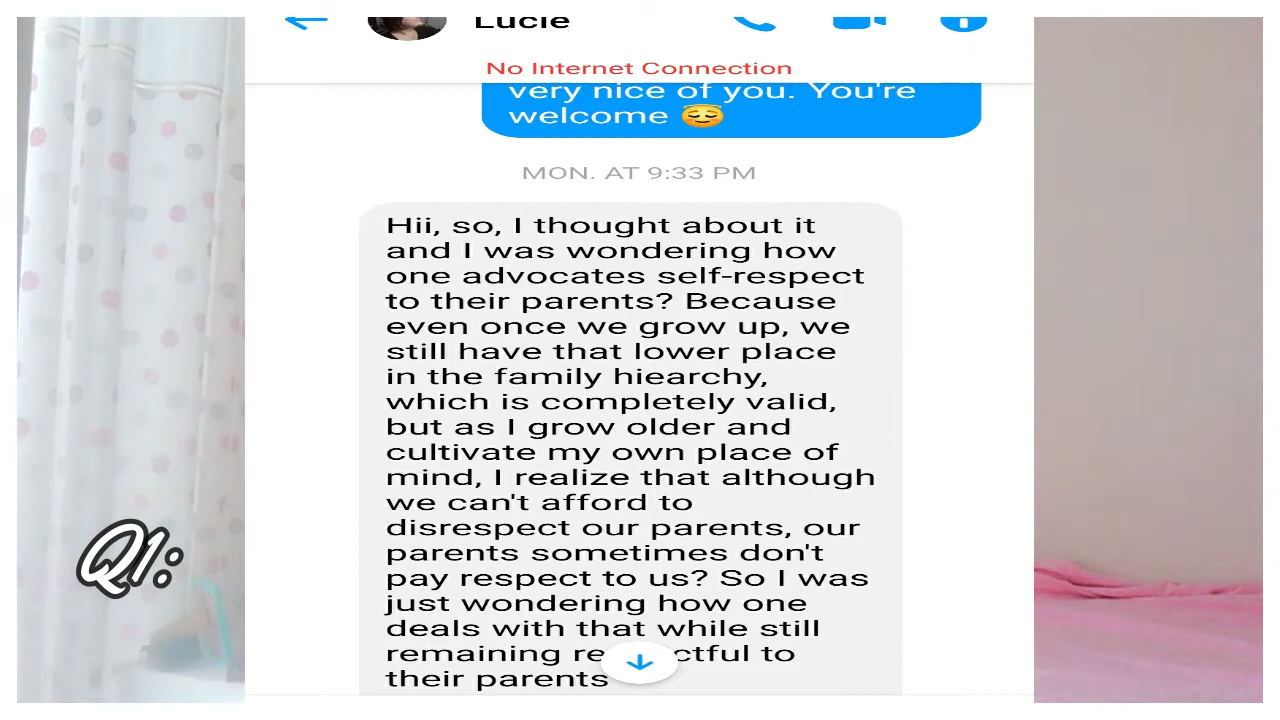 Lucie
No Internet Connection
very nice of you. You're
welcome 😌
MON. AT 9:33 PM
Hii, so, I thought about it
and I was wondering how
one advocates self-respect
to their parents? Because
even once we grow up, we
still have that lower place
in the family hiearchy,
which is completely valid,
but as I grow older and
cultivate my own place of
mind, I realize that although
we can't afford to
disrespect our parents, our
parents sometimes don't
pay respect to us? So I was
just wondering how one
deals with that while still
remaining to
their parents
Q1: